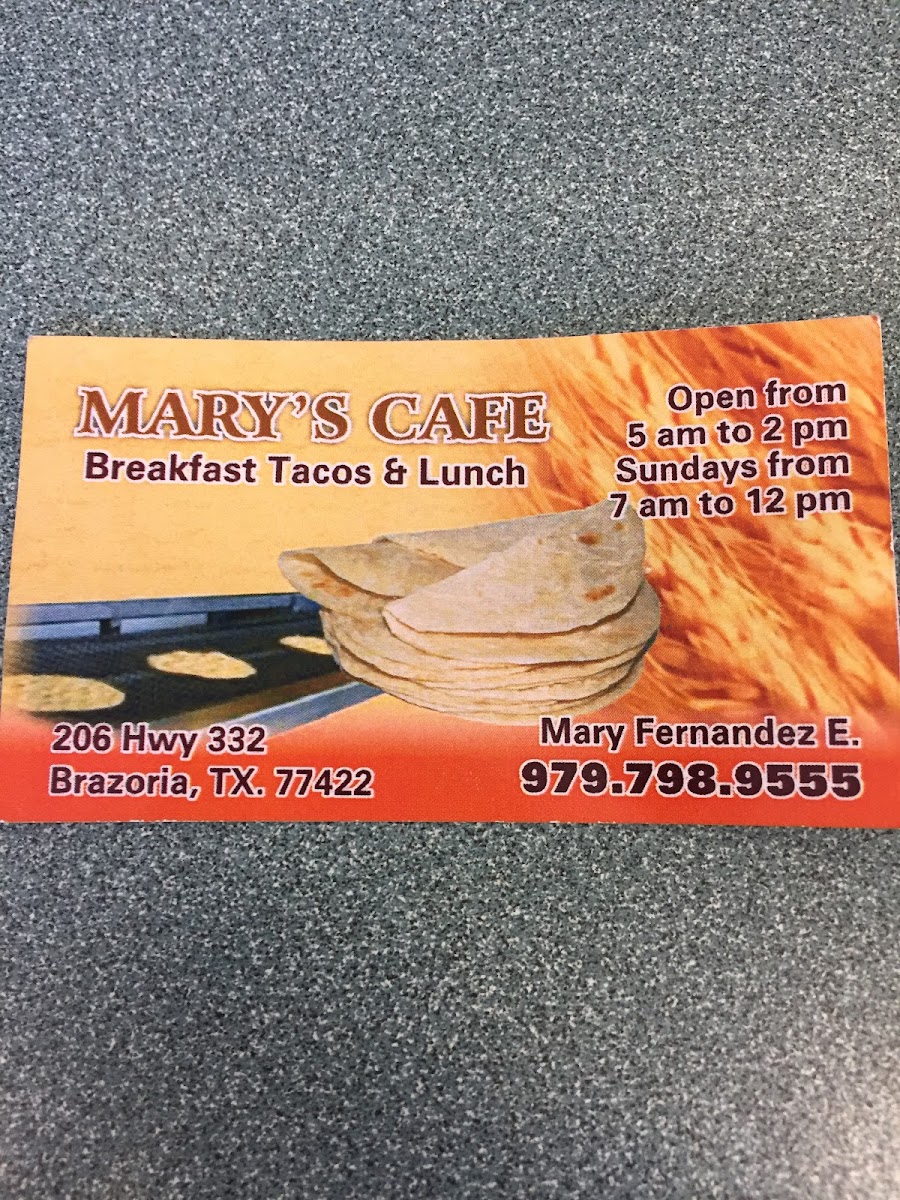 MARY'S CAFE
Breakfast Tacos & Lunch
Open from
5 am to 2 pm
Sundays from
7 am to 12 pm
206 Hwy 332
Brazoria, TX. 77422
Mary Fernandez E.
979.798.9555